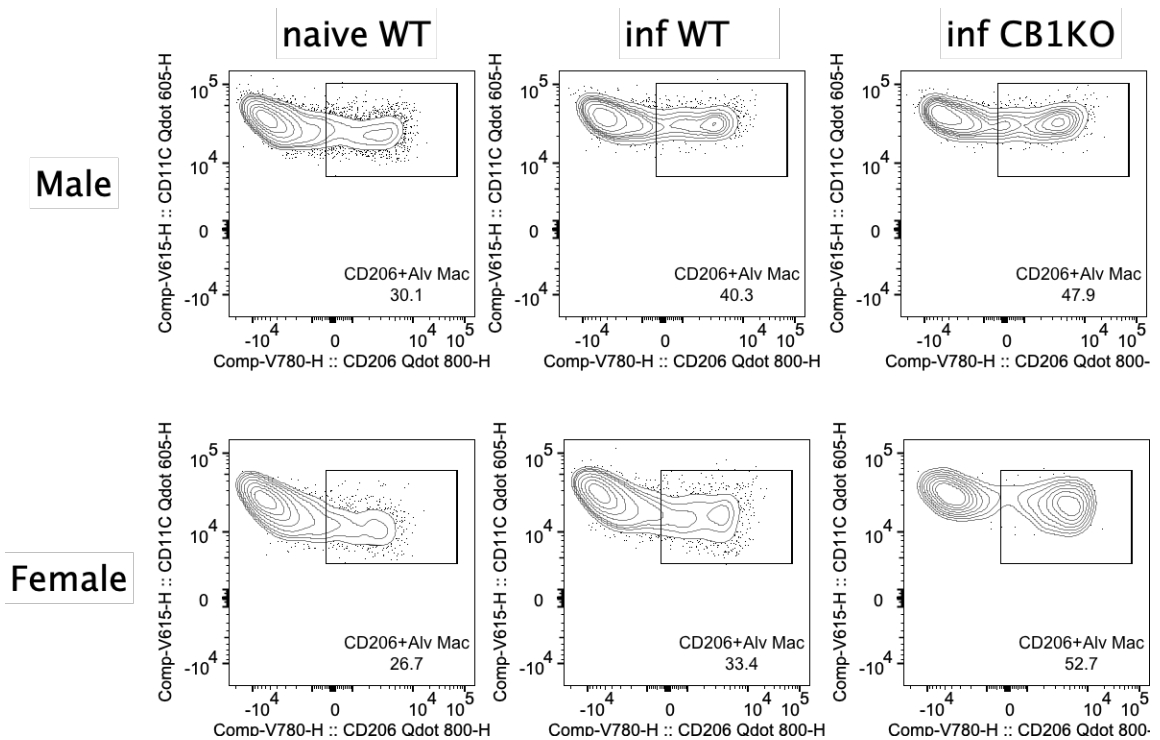 naive WT
inf WT
inf CB1KO
Male
Comp-V615-H :: CD11C Qdot 605-H
10^5
10^4
0
-10^4
CD206+Alv Mac
30.1
-10^4
0
10^4
10^5
Comp-V780-H :: CD206 Qdot 800-H
Comp-V615-H :: CD11C Qdot 605-H
10^5
10^4
0
-10^4
CD206+Alv Mac
40.3
-10^4
0
10^4
10^5
Comp-V780-H :: CD206 Qdot 800-H
Comp-V615-H :: CD11C Qdot 605-H
10^5
10^4
0
-10^4
CD206+Alv Mac
47.9
-10^4
0
10^4
10^5
Comp-V780-H :: CD206 Qdot 800-
Female
Comp-V615-H :: CD11C Qdot 605-H
10^5
10^4
0
-10^4
CD206+Alv Mac
26.7
-10^4
0
10^4
10^5
Comp-V780-H :: CD206 Qdot 800-H
Comp-V615-H :: CD11C Qdot 605-H
10^5
10^4
0
-10^4
CD206+Alv Mac
33.4
-10^4
0
10^4
10^5
Comp-V780-H :: CD206 Qdot 800-H
Comp-V615-H :: CD11C Qdot 605-H
10^5
10^4
0
-10^4
CD206+Alv Mac
52.7
-10^4
0
10^4
10^5
Comp-V780-H :: CD206 Qdot 800-